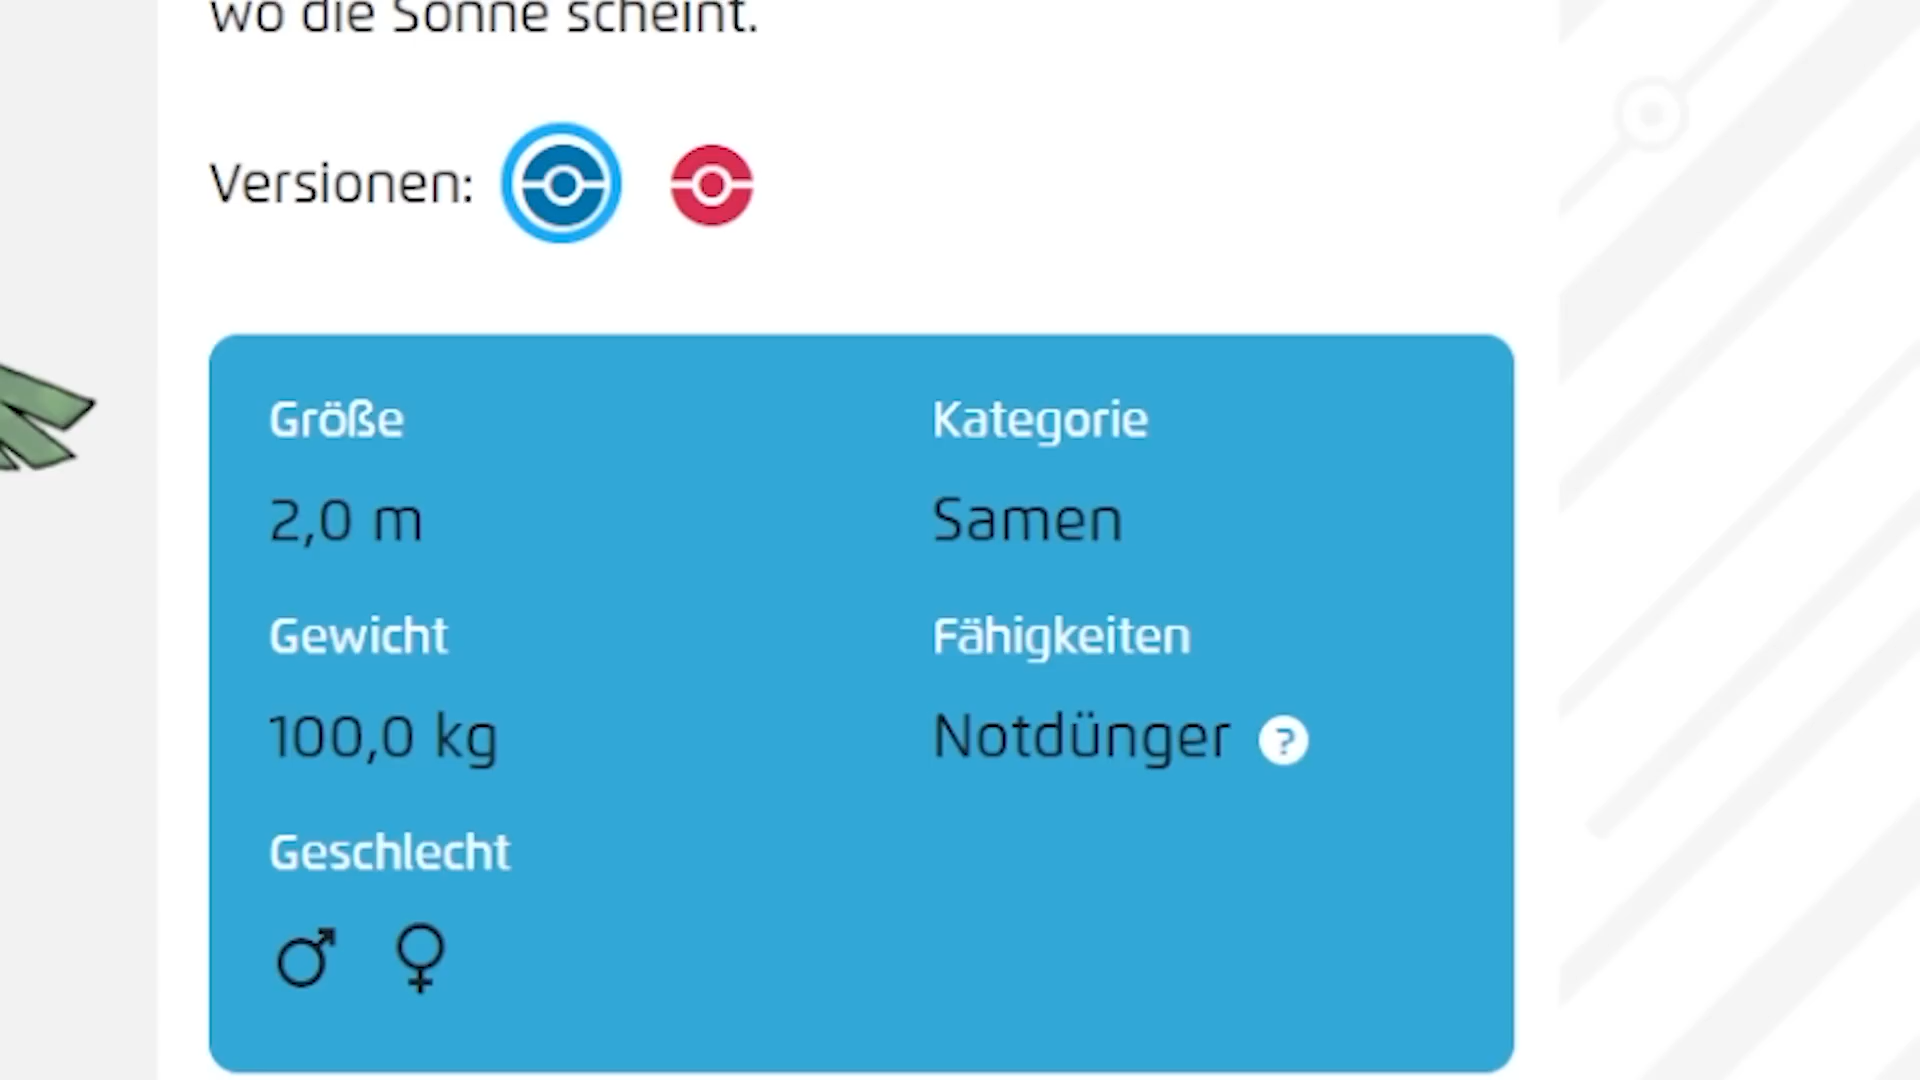 wo die Sonne scheint.
Versionen:
Größe
2,0 m
Kategorie
Samen
Gewicht
100,0 kg
Fähigkeiten
Notdünger ?
Geschlecht
♂ ♀